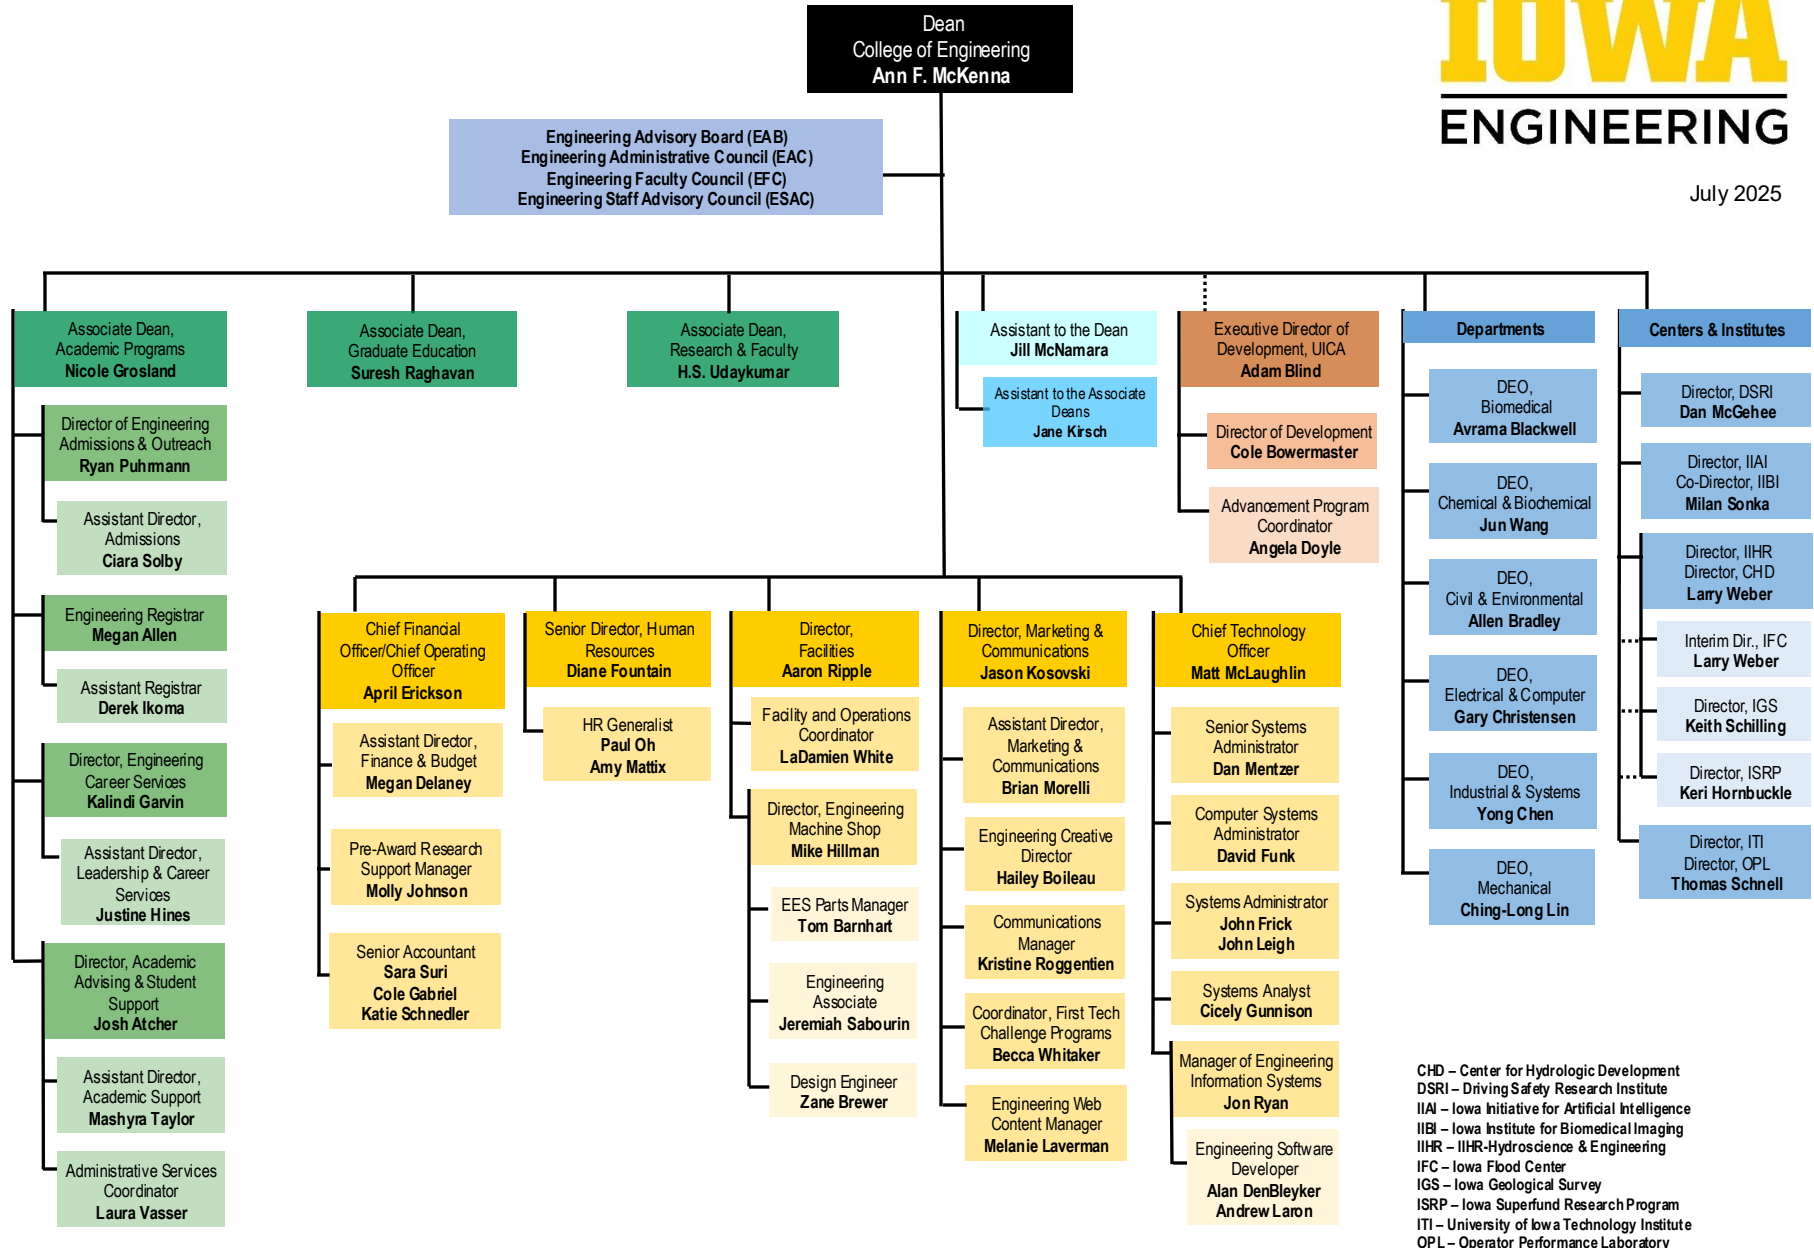 Dean
College of Engineering
Ann F. McKenna
IOWA
ENGINEERING
July 2025
Engineering Advisory Board (EAB)
Engineering Administrative Council (EAC)
Engineering Faculty Council (EFC)
Engineering Staff Advisory Council (ESAC)
Associate Dean,
Academic Programs
Nicole Grosland
Director of Engineering
Admissions & Outreach
Ryan Puhrmann
Assistant Director,
Admissions
Ciara Solby
Engineering Registrar
Megan Allen
Assistant Registrar
Derek Ikoma
Director, Engineering
Career Services
Kalindi Garvin
Assistant Director,
Leadership & Career
Services
Justine Hines
Director, Academic
Advising & Student
Support
Josh Atcher
Assistant Director,
Academic Support
Mashyra Taylor
Administrative Services
Coordinator
Laura Vasser
Associate Dean,
Graduate Education
Suresh Raghavan
Associate Dean,
Research & Faculty
H.S. Udaykumar
Assistant to the Dean
Jill McNamara
Assistant to the Associate
Deans
Jane Kirsch
Executive Director of
Development, UICA
Adam Blind
Director of Development
Cole Bowermaster
Advancement Program
Coordinator
Angela Doyle
Departments
DEO,
Biomedical
Avrama Blackwell
DEO,
Chemical & Biochemical
Jun Wang
DEO,
Civil & Environmental
Allen Bradley
DEO,
Electrical & Computer
Gary Christensen
DEO,
Industrial & Systems
Yong Chen
DEO,
Mechanical
Ching-Long Lin
Centers & Institutes
Director, DSRI
Dan McGehee
Director, IIAI
Co-Director, IIBI
Milan Sonka
Director, IIHR
Director, CHD
Larry Weber
Interim Dir., IFC
Larry Weber
Director, IGS
Keith Schilling
Director, ISRP
Keri Hornbuckle
Director, ITI
Director, OPL
Thomas Schnell
Chief Financial
Officer/Chief Operating
Officer
April Erickson
Assistant Director,
Finance & Budget
Megan Delaney
Pre-Award Research
Support Manager
Molly Johnson
Senior Accountant
Sara Suri
Cole Gabriel
Katie Schnedler
Senior Director, Human
Resources
Diane Fountain
HR Generalist
Paul Oh
Amy Mattix
Director,
Facilities
Aaron Ripple
Facility and Operations
Coordinator
LaDamien White
Director, Engineering
Machine Shop
Mike Hillman
EES Parts Manager
Tom Barnhart
Engineering
Associate
Jeremiah Sabourin
Design Engineer
Zane Brewer
Director, Marketing &
Communications
Jason Kosovski
Assistant Director,
Marketing &
Communications
Brian Morelli
Engineering Creative
Director
Hailey Boileau
Communications
Manager
Kristine Roggentien
Coordinator, First Tech
Challenge Programs
Becca Whitaker
Engineering Web
Content Manager
Melanie Laverman
Chief Technology
Officer
Matt McLaughlin
Senior Systems
Administrator
Dan Mentzer
Computer Systems
Administrator
David Funk
Systems Administrator
John Frick
John Leigh
Systems Analyst
Cicely Gunnison
Manager of Engineering
Information Systems
Jon Ryan
Engineering Software
Developer
Alan DenBleyker
Andrew Laron
CHD – Center for Hydrologic Development
DSRI – Driving Safety Research Institute
IIAI – Iowa Initiative for Artificial Intelligence
IIBI – Iowa Institute for Biomedical Imaging
IIHR – IIHR-Hydroscience & Engineering
IFC – Iowa Flood Center
IGS – Iowa Geological Survey
ISRP – Iowa Superfund Research Program
ITI – University of Iowa Technology Institute
OPL – Operator Performance Laboratory